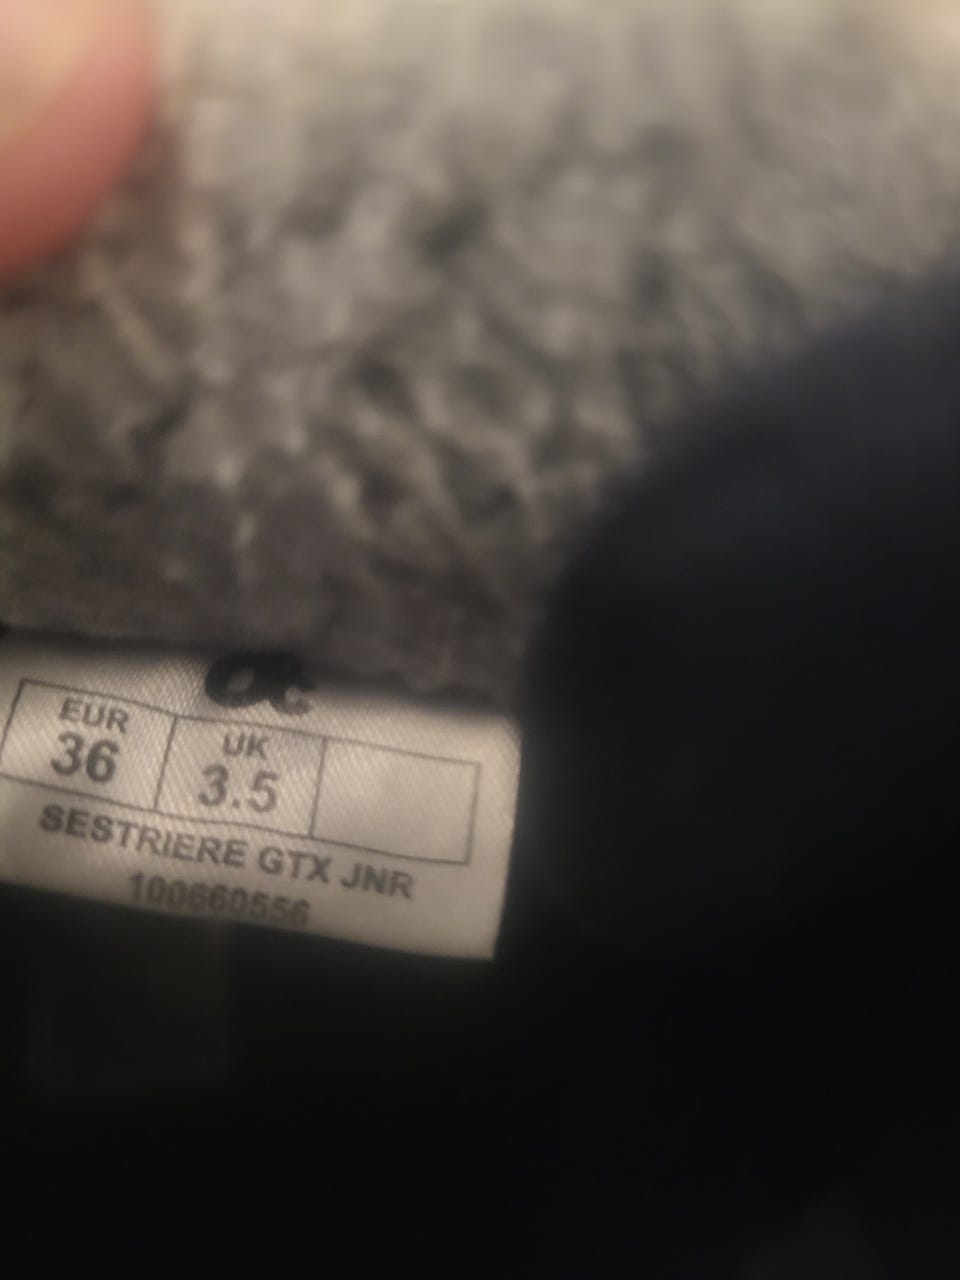 EUR UK
36 3.5
SESTRIERE GTX JNR
100660556